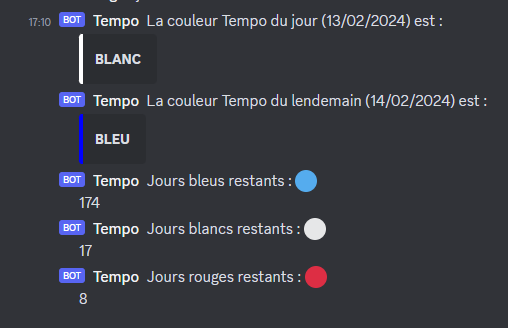 17:10 BOT Tempo La couleur Tempo du jour (13/02/2024) est :
BLANC
BOT Tempo La couleur Tempo du lendemain (14/02/2024) est :
BLEU
BOT Tempo Jours bleus restants :
174
BOT Tempo Jours blancs restants :
17
BOT Tempo Jours rouges restants :
8